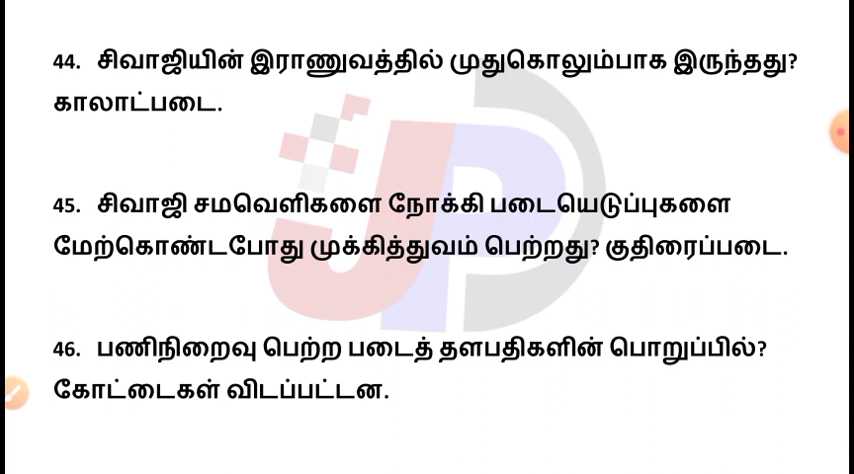 44. சிவாஜியின் இராணுவத்தில் முதுகொலும்பாக இருந்தது?
காலாட்படை.
45. சிவாஜி சமவெளிகளை நோக்கி படையெடுப்புகளை
மேற்கொண்டபோது முக்கித்துவம் பெற்றது? குதிரைப்படை.
46. பணிநிறைவு பெற்ற படைத் தளபதிகளின் பொறுப்பில்?
கோட்டைகள் விடப்பட்டன.